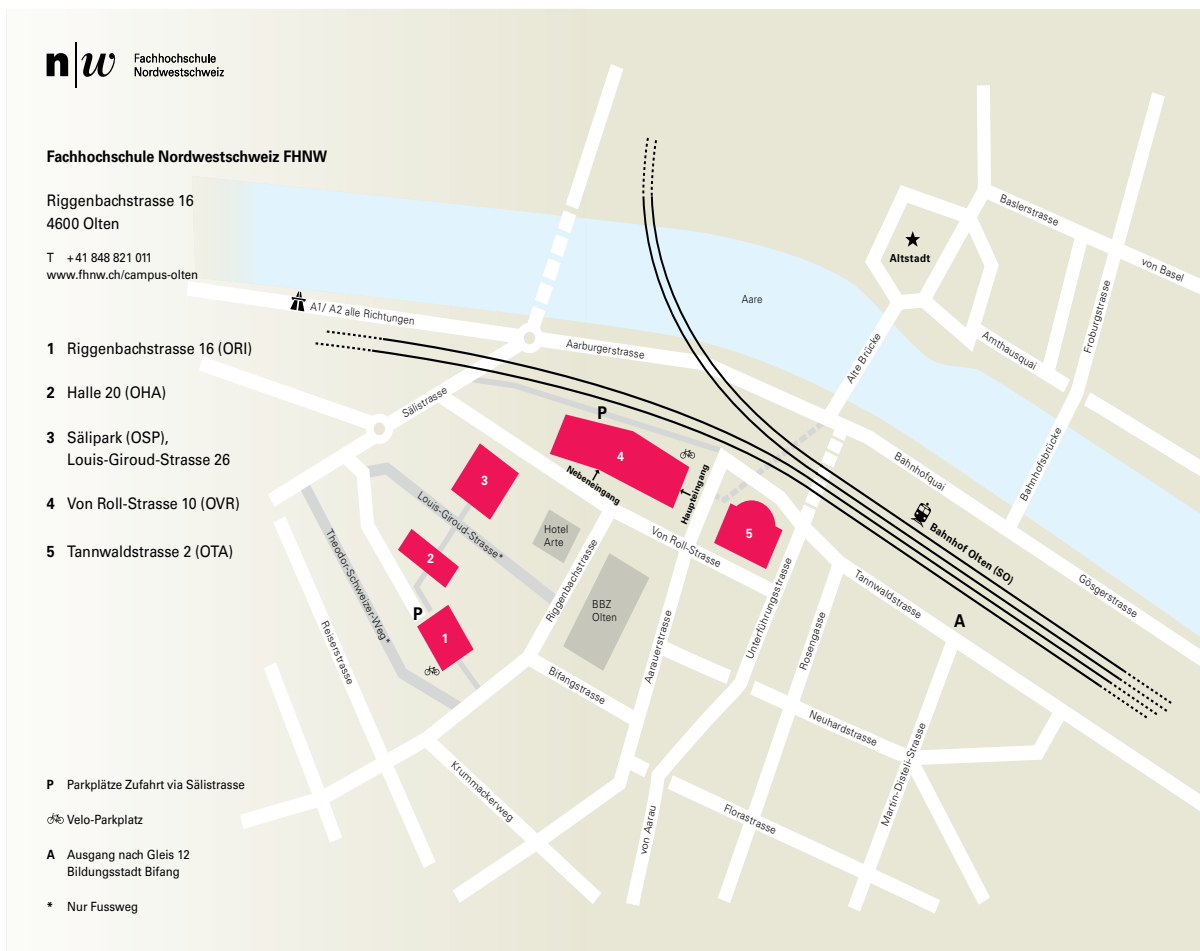 n|w
Fachhochschule
Nordwestschweiz
Fachhochschule Nordwestschweiz FHNW
Riggenbachstrasse 16
4600 Olten
T +41 848 821 011
www.fhnw.ch/campus-olten
1 Riggenbachstrasse 16 (ORI)
2 Halle 20 (OHA)
3 Sälipark (OSP),
Louis-Giroud-Strasse 26
4 Von Roll-Strasse 10 (OVR)
5 Tannwaldstrasse 2 (OTA)
P Parkplätze Zufahrt via Sälistrasse
Velo-Parkplatz
A Ausgang nach Gleis 12
Bildungsstadt Bifang
* Nur Fussweg
A1/ A2 alle Richtungen
Aarburgerstrasse
Aare
Altstadt
Baslerstrasse
von Basel
Froburgstrasse
Amthausquai
Alte Brücke
Bahnhofsbrücke
Bahnhofquai
Bahnhof Olten (SO)
Gösgerstrasse
Sälistrasse
P
4
Nebeneingang
Haupteingang
3
Louis-Giroud-Strasse*
Hotel
Arte
Von Roll-Strasse
5
2
Theodor-Schweizer-Weg*
P
1
Riggenbachstrasse
BBZ
Olten
Aarauerstrasse
Unterführungsstrasse
Rosengasse
Tannwaldstrasse
A
Reiserstrasse
Bifangstrasse
Neuhardstrasse
Martin-Disteli-Strasse
Krummackerweg
von Aarau
Florastrasse